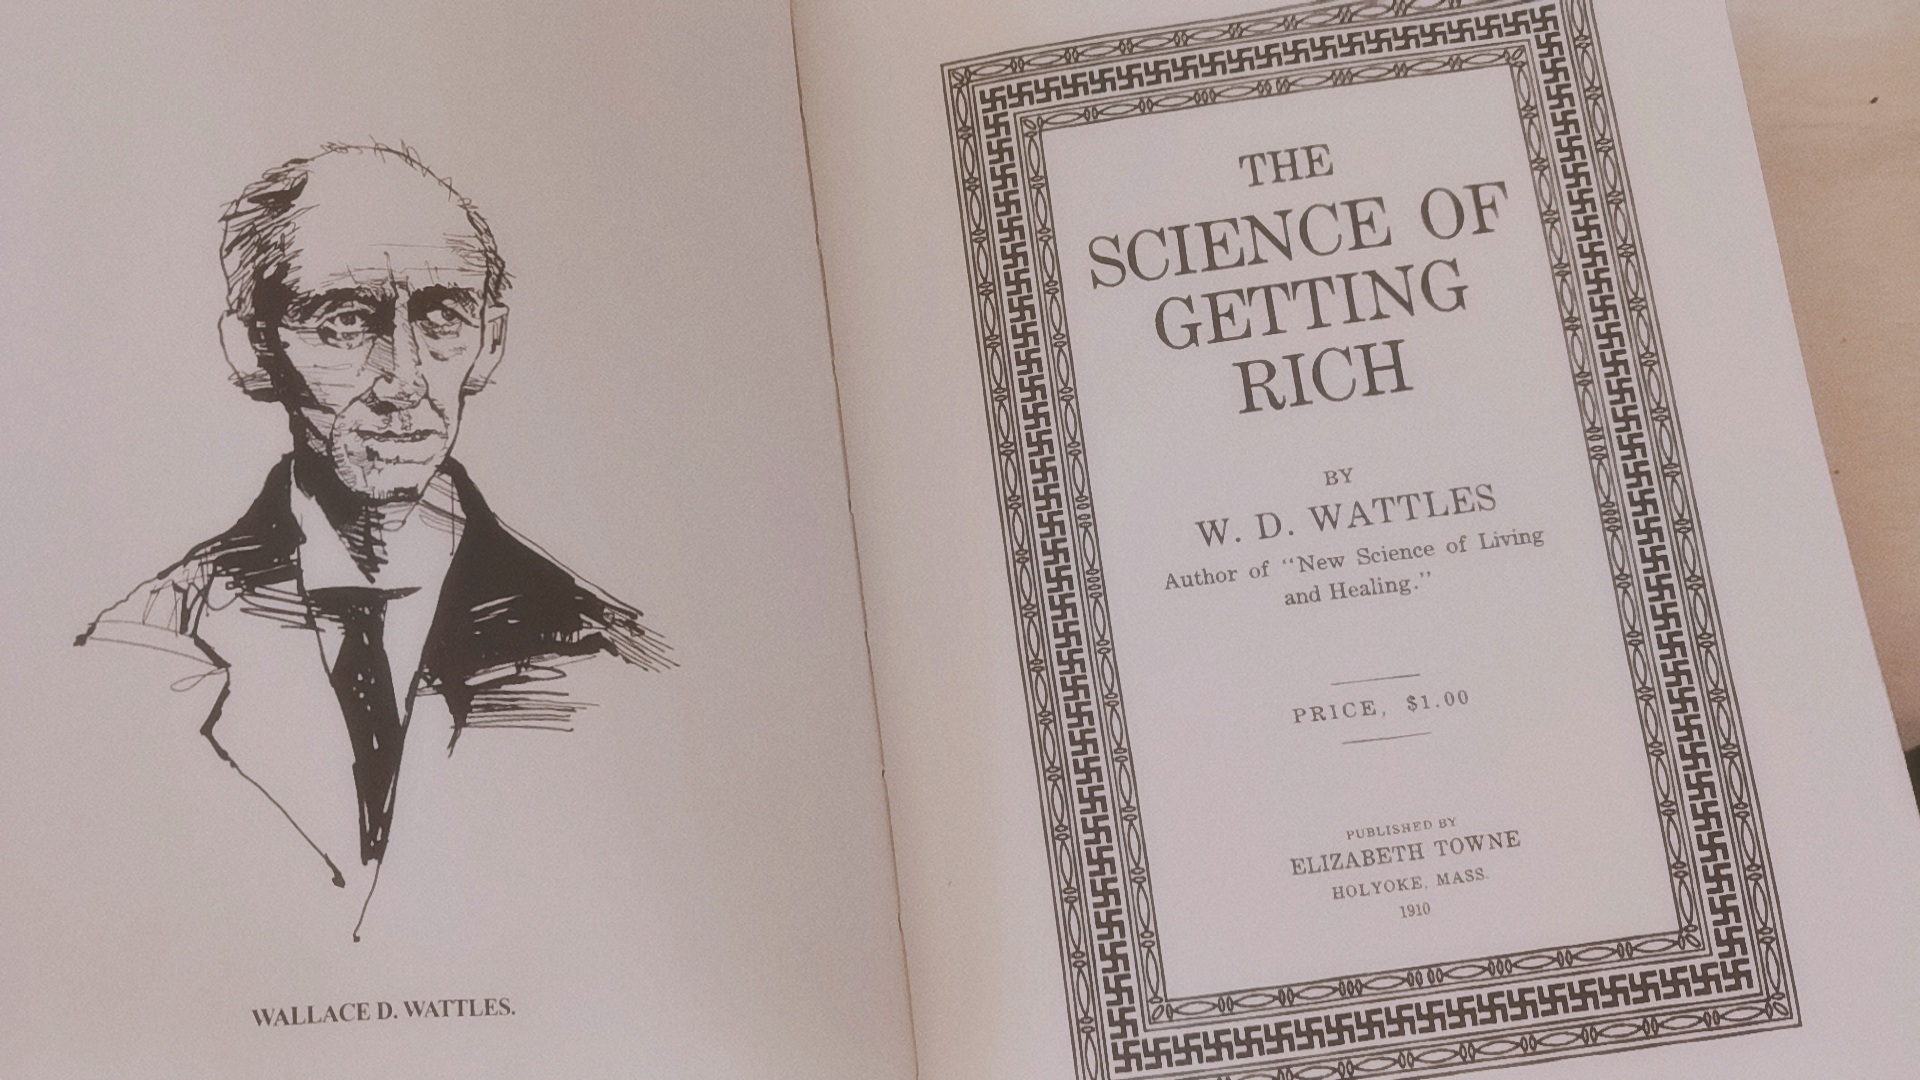 WALLACE D. WATTLES.
THE
SCIENCE OF
GETTING
RICH
BY
W. D. WATTLES
Author of “New Science of Living
and Healing.”
PRICE, $1.00
PUBLISHED BY
ELIZABETH TOWNE
HOLYOKE, MASS.
1910